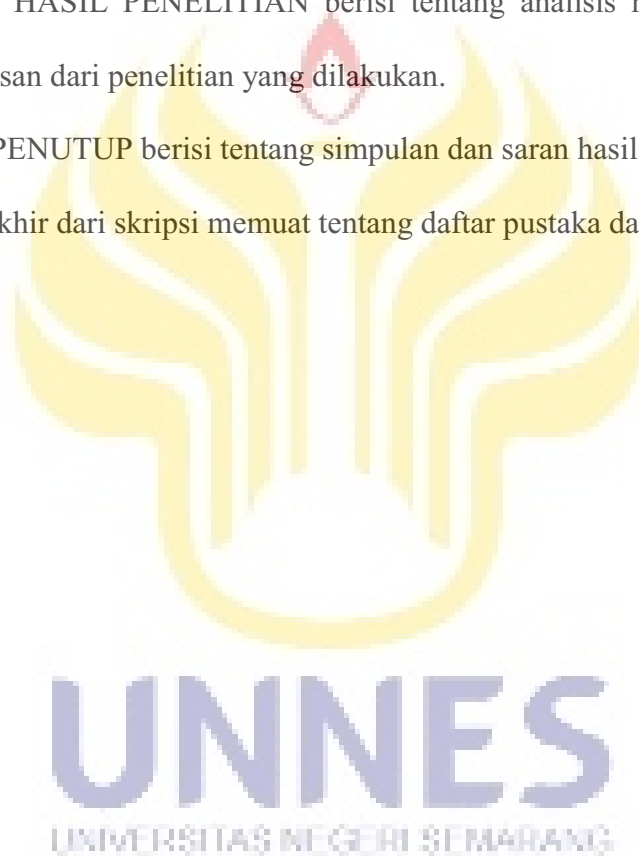 HASIL PENELITIAN berisi tentang analisis
san dari penelitian yang dilakukan.
PENUTUP berisi tentang simpulan dan saran hasil
khir dari skripsi memuat tentang daftar pustaka da
UNNES
UNIVERSITAS NEGERI SEMARANG